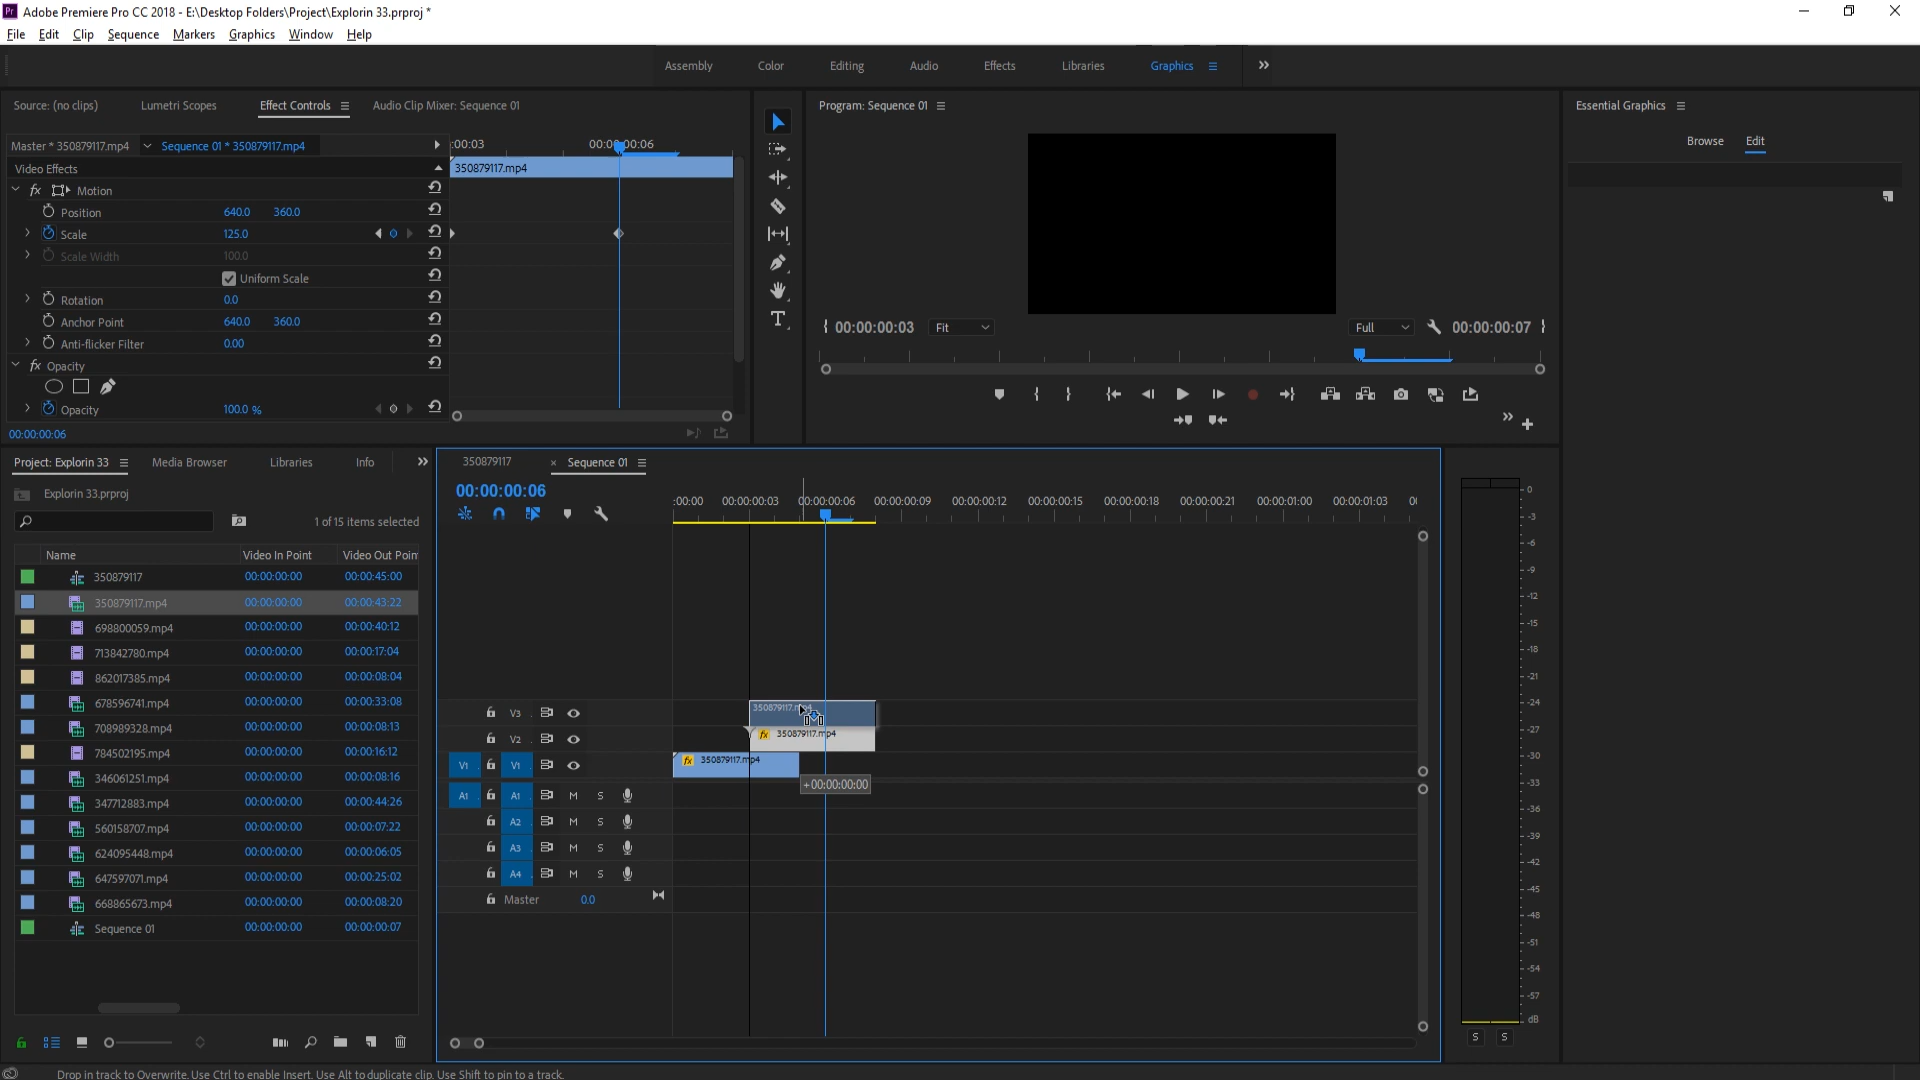 Pr Adobe Premiere Pro CC 2018 - E:\Desktop Folders\Project\Explorin 33.prproj *
File Edit Clip Sequence Markers Graphics Window Help
Assembly Color Editing Audio Effects Libraries Graphics
Source: (no clips) Lumetri Scopes Effect Controls Audio Clip Mixer: Sequence 01
Master * 350879117.mp4 Sequence 01 * 350879117.mp4
:00:03 00:00:00:06
Video Effects
350879117.mp4
fx Motion
Position 640.0 360.0
Scale 125.0
Scale Width 100.0
Uniform Scale
Rotation 0.0
Anchor Point 640.0 360.0
Anti-flicker Filter 0.00
fx Opacity
Opacity 100.0 %
00:00:00:06
Program: Sequence 01
00:00:00:03 Fit Full 00:00:00:07
Essential Graphics
Browse Edit
Project: Explorin 33 Media Browser Libraries Info
Explorin 33.prproj
1 of 15 items selected
Name Video In Point Video Out Poin
350879117 00:00:00:00 00:00:45:00
350879117.mp4 00:00:00:00 00:00:43:22
698800059.mp4 00:00:00:00 00:00:40:12
713842780.mp4 00:00:00:00 00:00:17:04
862017385.mp4 00:00:00:00 00:00:08:04
678596741.mp4 00:00:00:00 00:00:33:08
708989328.mp4 00:00:00:00 00:00:08:13
784502195.mp4 00:00:00:00 00:00:16:12
346061251.mp4 00:00:00:00 00:00:08:16
347712883.mp4 00:00:00:00 00:00:44:26
560158707.mp4 00:00:00:00 00:00:07:22
624095448.mp4 00:00:00:00 00:00:06:05
647597071.mp4 00:00:00:00 00:00:25:02
668865673.mp4 00:00:00:00 00:00:08:20
Sequence 01 00:00:00:00 00:00:00:07
350879117 × Sequence 01
00:00:00:06
:00:00 00:00:00:03 00:00:00:06 00:00:00:09 00:00:00:12 00:00:00:15 00:00:00:18 00:00:00:21 00:00:01:00 00:00:01:03 0
V3 350879117.mp4
V2 fx 350879117.mp4
V1 V1 fx 350879117.mp4
+00:00:00:00
A1 A1 M S
A2 M S
A3 M S
A4 M S
Master 0.0
0
-3
-6
-9
-12
-15
-18
-21
-24
-27
-30
-33
-36
-39
-42
-45
-48
-51
-54
-57
dB
S S
Drop in track to Overwrite. Use Ctrl to enable Insert. Use Alt to duplicate clip. Use Shift to pin to a track.